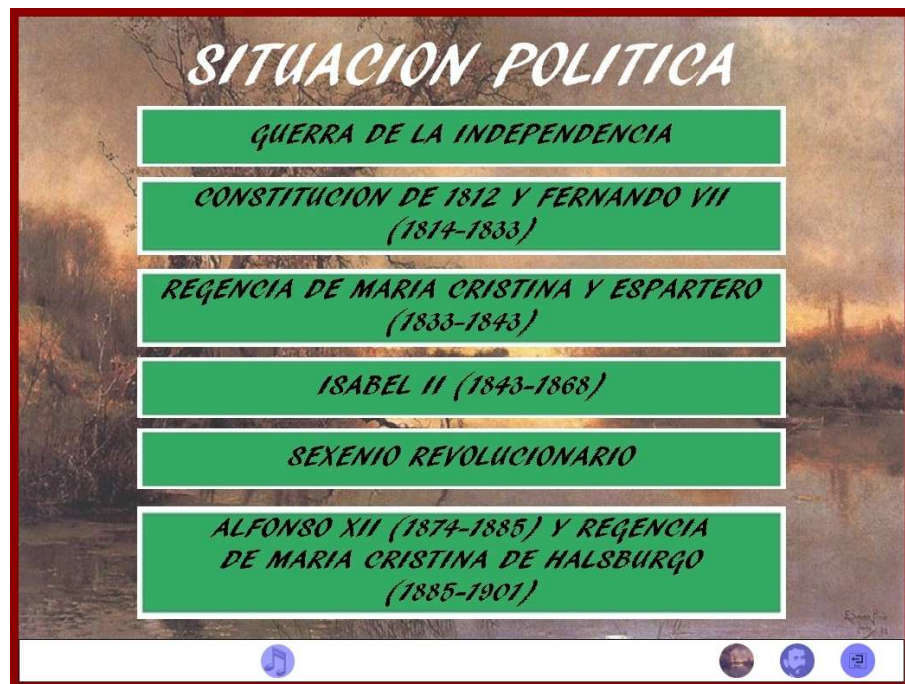 SITUACION POLITICA
GUERRA DE LA INDEPENDENCIA
CONSTITUCION DE 1812 Y FERNANDO VII
(1814-1833)
REGENCIA DE MARIA CRISTINA Y ESPARTERO
(1833-1843)
ISABEL II (1843-1868)
SEXENIO REVOLUCIONARIO
ALFONSO XII (1874-1885) Y REGENCIA
DE MARIA CRISTINA DE HALSBURGO
(1885-1901)